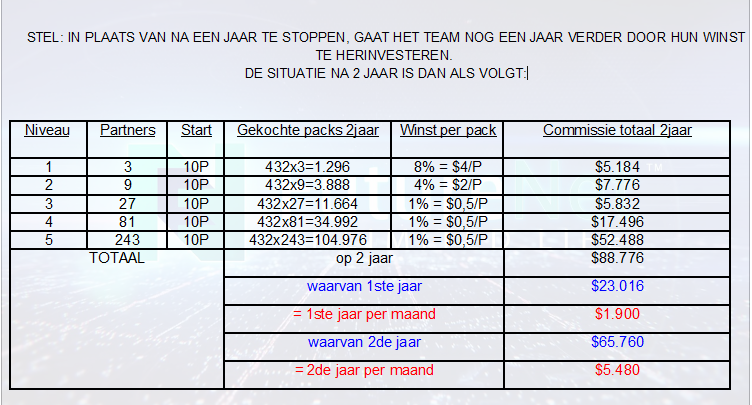 STEL: IN PLAATS VAN NA EEN JAAR TE STOPPEN, GAAT HET TEAM NOG EEN JAAR VERDER DOOR HUN WINST
TE HERINVESTEREN.
DE SITUATIE NA 2 JAAR IS DAN ALS VOLGT:
Niveau Partners Start Gekochte packs 2jaar Winst per pack Commissie totaal 2jaar
1 3 10P 432x3=1.296 8% = $4/P $5.184
2 9 10P 432x9=3.888 4% = $2/P $7.776
3 27 10P 432x27=11.664 1% = $0,5/P $5.832
4 81 10P 432x81=34.992 1% = $0,5/P $17.496
5 243 10P 432x243=104.976 1% = $0,5/P $52.488
TOTAAL op 2 jaar $88.776
waarvan 1ste jaar $23.016
= 1ste jaar per maand $1.900
waarvan 2de jaar $65.760
= 2de jaar per maand $5.480